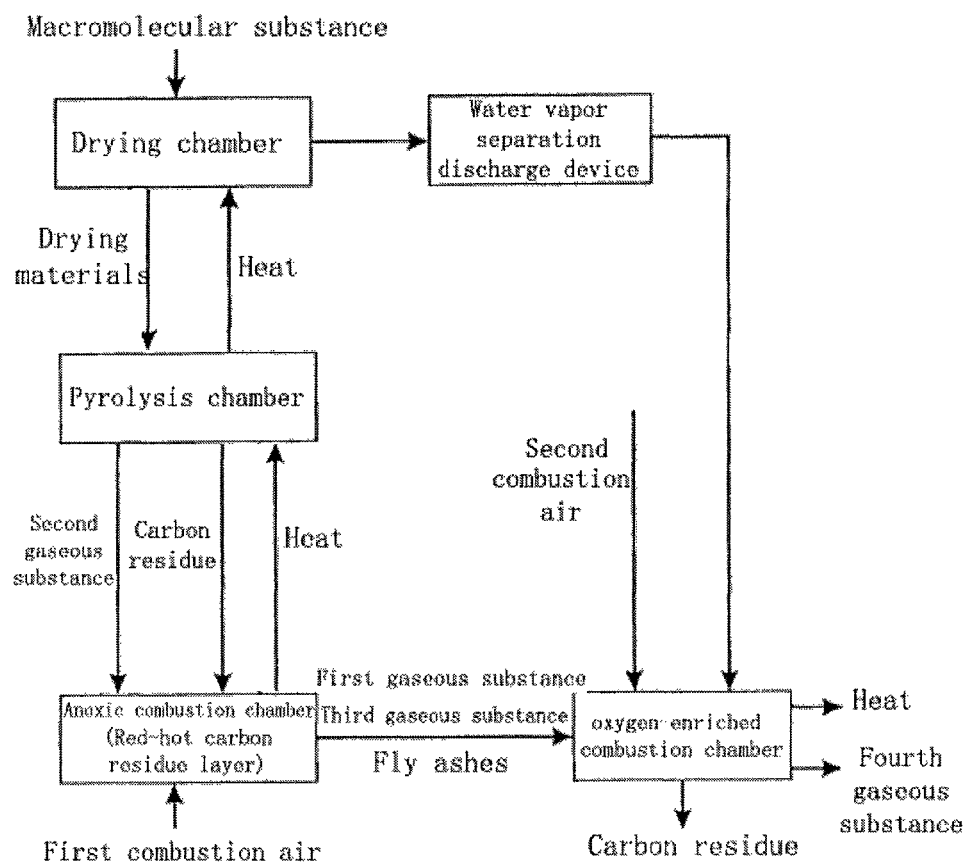 Macromolecular substance
Drying chamber
Water vapor
separation
discharge device
Drying
materials
Heat
Pyrolysis chamber
Second
combustion
air
Second
gaseous
substance
Carbon
residue
Heat
First gaseous substance
Third gaseous substance
Fly ashes
Anoxic combustion chamber
(Red-hot carbon
residue layer)
oxygen-enriched
combustion chamber
Heat
Fourth
gaseous
substance
First combustion air
Carbon residue